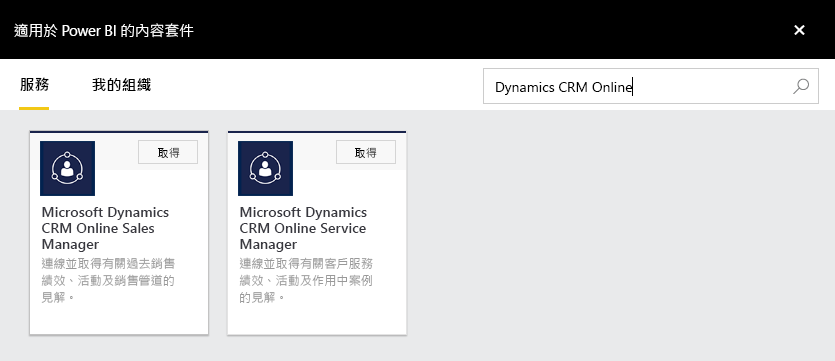 適用於 Power BI 的內容套件
服務
我的組織
Dynamics CRM Online
取得
Microsoft Dynamics
CRM Online Sales
Manager
連線並取得有關過去銷售
績效、活動及銷售管道的
見解。
取得
Microsoft Dynamics
CRM Online Service
Manager
連線並取得有關客戶服務
績效、活動及作用中案例
的見解。